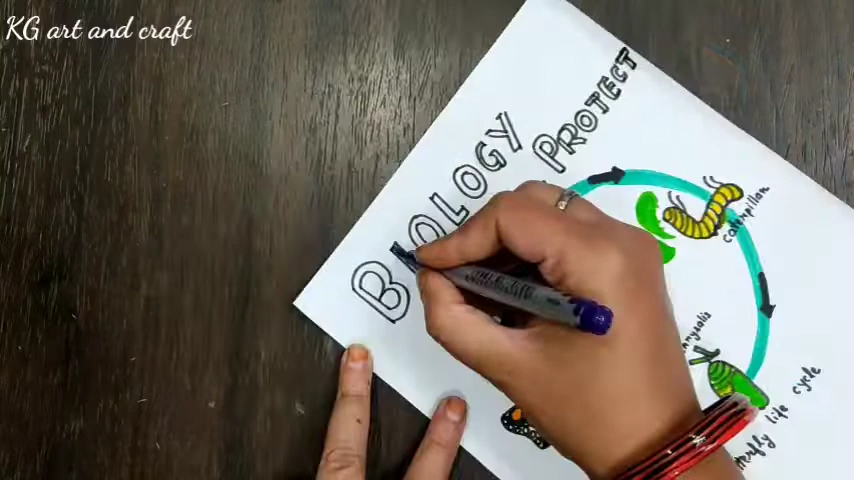 KG art and craft
BIOLOGY
PROTECT
caterpillar
life cycle